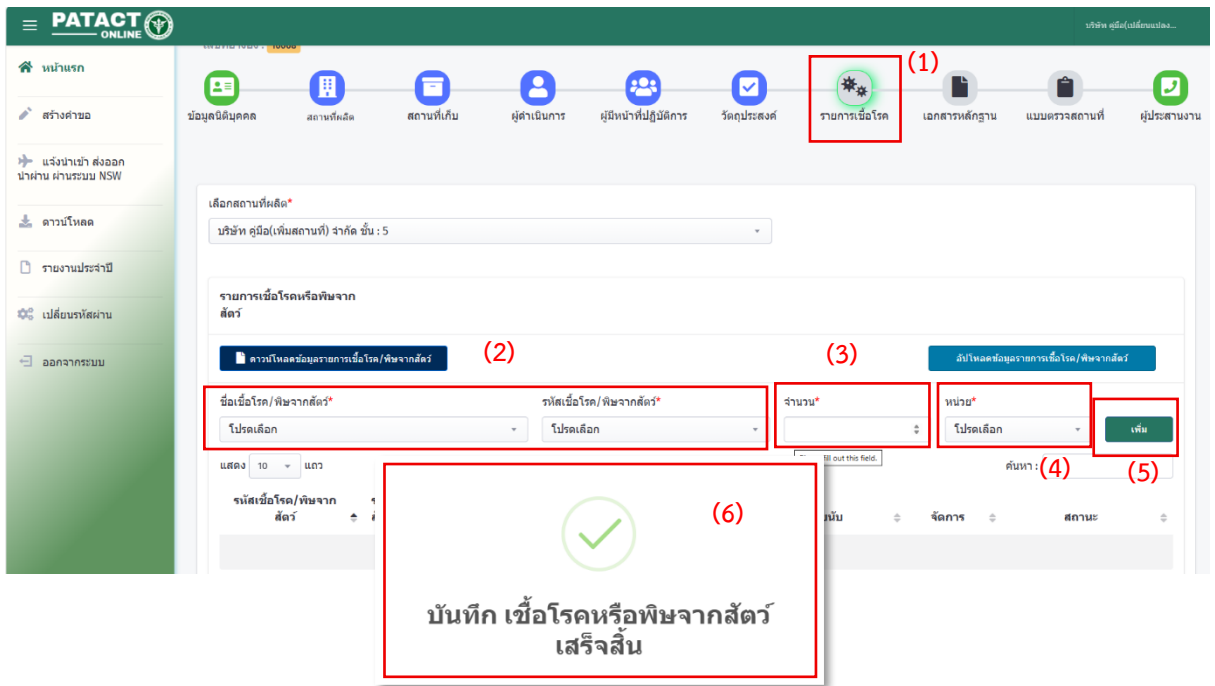 PATACT
ONLINE
บริษัท คู่มือ(เปลี่ยนแปลง...
หน้าแรก
สร้างคำขอ
แจ้งนำเข้า ส่งออก
นำผ่าน ผ่านระบบ NSW
ดาวน์โหลด
รายงานประจำปี
เปลี่ยนรหัสผ่าน
ออกจากระบบ
(1)
ข้อมูลนิติบุคคล
สถานที่ผลิต
สถานที่เก็บ
ผู้ดำเนินการ
ผู้มีหน้าที่ปฏิบัติการ
วัตถุประสงค์
รายการเชื้อโรค
เอกสารหลักฐาน
แบบตรวจสถานที่
ผู้ประสานงาน
เลือกสถานที่ผลิต*
บริษัท คู่มือ(เพิ่มสถานที่) จำกัด ชั้น : 5
รายการเชื้อโรคหรือพิษจาก
สัตว์
ดาวน์โหลดข้อมูลรายการเชื้อโรค/พิษจากสัตว์
(2)
(3)
อัปโหลดข้อมูลรายการเชื้อโรค/พิษจากสัตว์
ชื่อเชื้อโรค/พิษจากสัตว์*
รหัสเชื้อโรค/พิษจากสัตว์*
จำนวน*
หน่วย*
โปรดเลือก
โปรดเลือก
โปรดเลือก
เพิ่ม
fill out this field.
แสดง 10 แถว
ค้นหา :
(4)
(5)
รหัสเชื้อโรค/พิษจาก
สัตว์
จัดการ
สถานะ
(6)
บันทึก เชื้อโรคหรือพิษจากสัตว์
เสร็จสิ้น